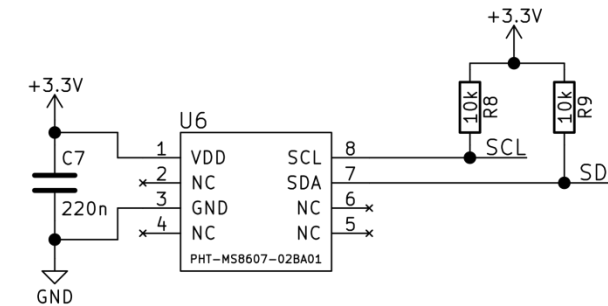 +3.3V
+3.3V
10k R8
10k R9
U6
C7
220n
1 VDD SCL 8 SCL
2 NC SDA 7 SD
3 GND NC 6
4 NC NC 5
PHT-MS8607-02BA01
GND